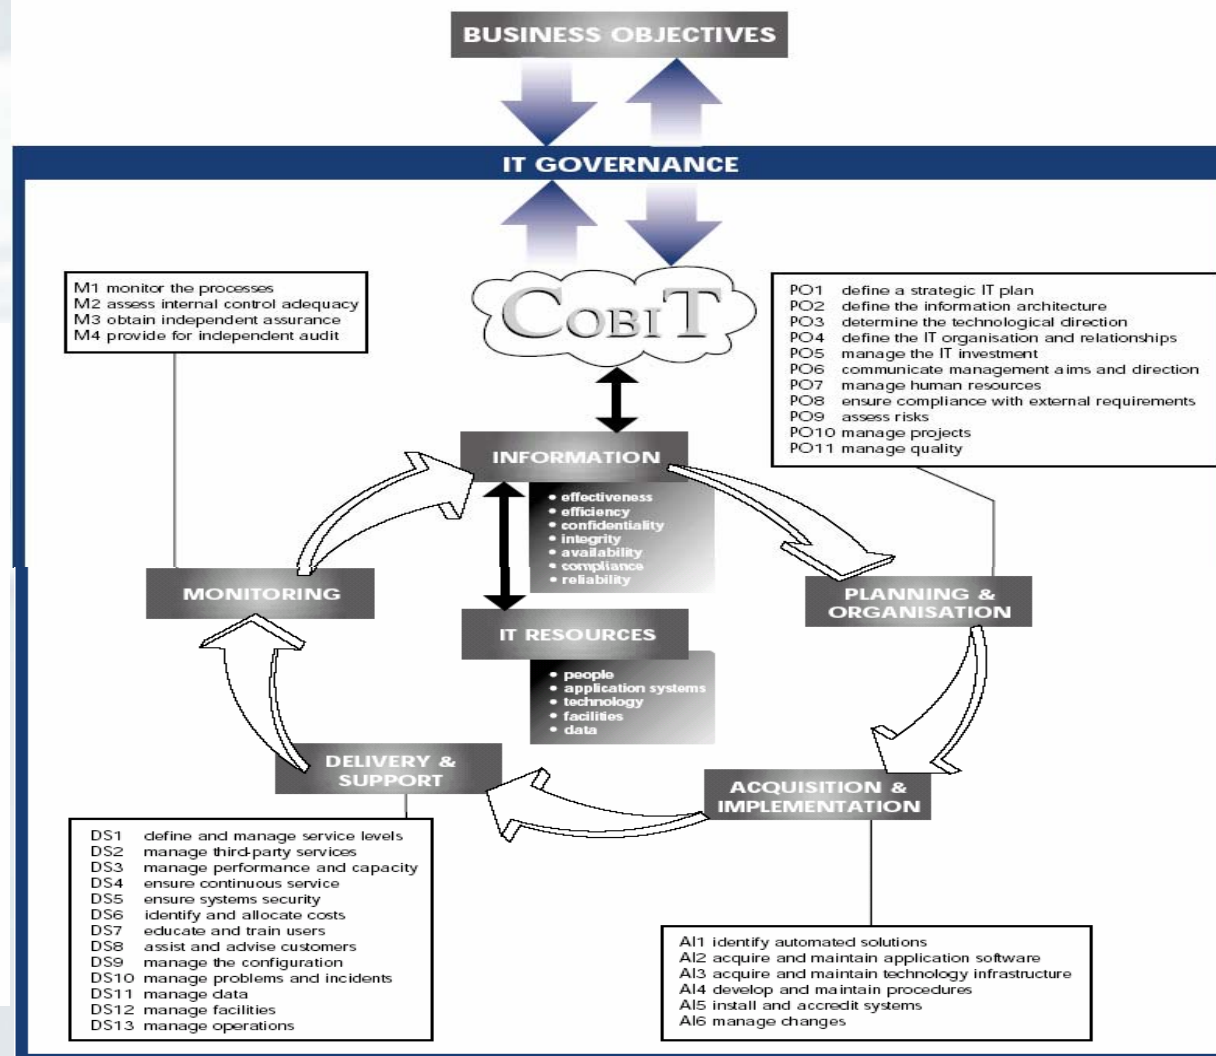 BUSINESS OBJECTIVES
IT GOVERNANCE
COBIT
M1 monitor the processes
M2 assess internal control adequacy
M3 obtain independent assurance
M4 provide for independent audit
PO1 define a strategic IT plan
PO2 define the information architecture
PO3 determine the technological direction
PO4 define the IT organisation and relationships
PO5 manage the IT investment
PO6 communicate management aims and direction
PO7 manage human resources
PO8 ensure compliance with external requirements
PO9 assess risks
PO10 manage projects
PO11 manage quality
INFORMATION
• effectiveness
• efficiency
• confidentiality
• integrity
• availability
• compliance
• reliability
MONITORING
PLANNING &
ORGANISATION
IT RESOURCES
• people
• application systems
• technology
• facilities
• data
DELIVERY &
SUPPORT
ACQUISITION &
IMPLEMENTATION
DS1 define and manage service levels
DS2 manage third-party services
DS3 manage performance and capacity
DS4 ensure continuous service
DS5 ensure systems security
DS6 identify and allocate costs
DS7 educate and train users
DS8 assist and advise customers
DS9 manage the configuration
DS10 manage problems and incidents
DS11 manage data
DS12 manage facilities
DS13 manage operations
AI1 identify automated solutions
AI2 acquire and maintain application software
AI3 acquire and maintain technology infrastructure
AI4 develop and maintain procedures
AI5 install and accredit systems
AI6 manage changes